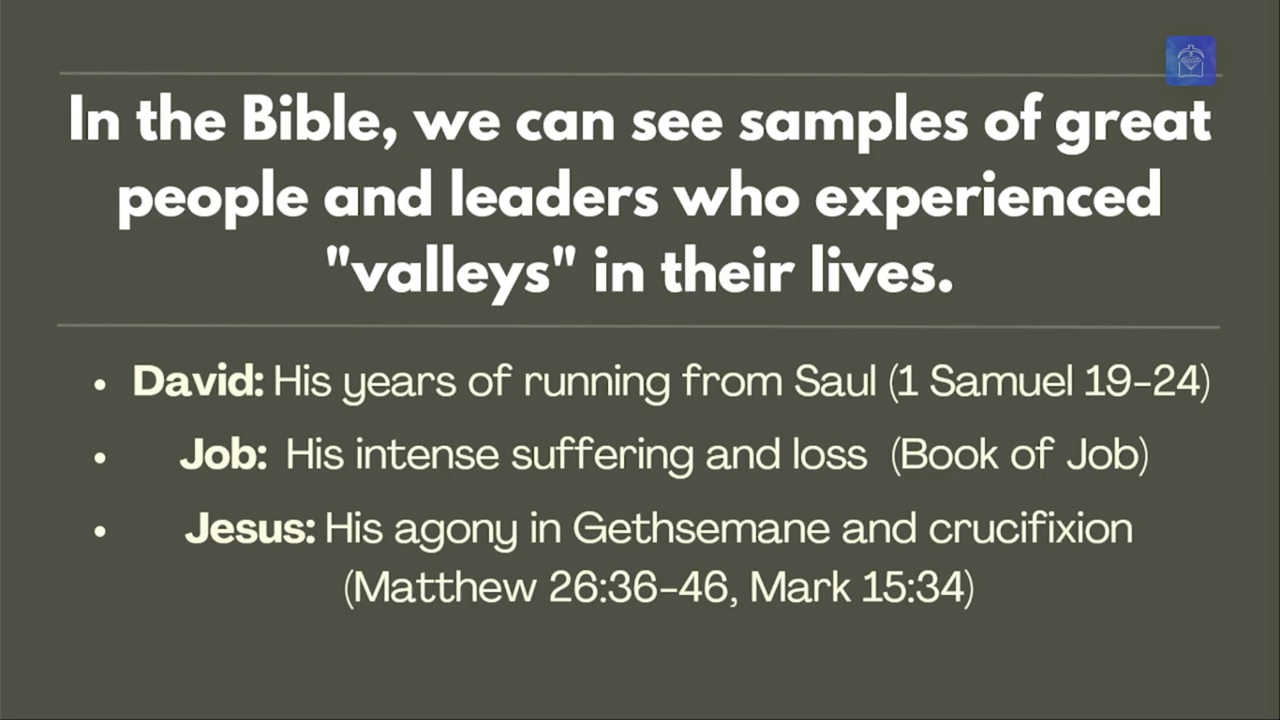 In the Bible, we can see samples of great
people and leaders who experienced
"valleys" in their lives.
• David: His years of running from Saul (1 Samuel 19-24)
• Job: His intense suffering and loss (Book of Job)
• Jesus: His agony in Gethsemane and crucifixion
(Matthew 26:36-46, Mark 15:34)